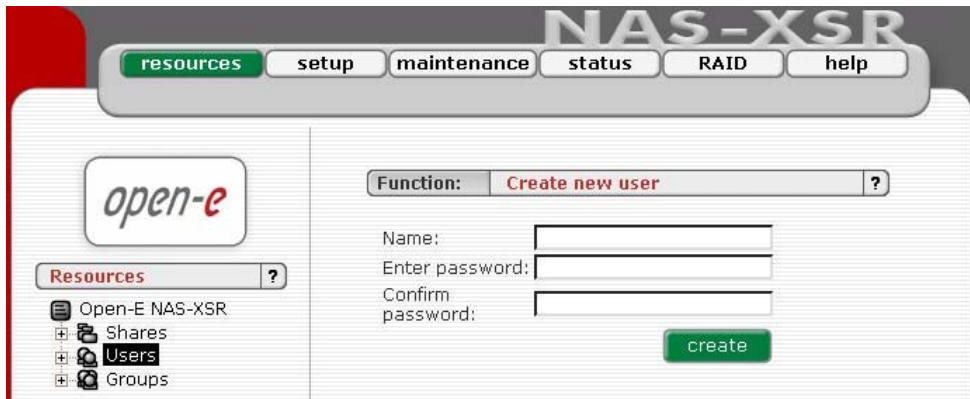 NAS-XSR
resources setup maintenance status RAID help
open-e
Function: Create new user ?
Name:
Enter password:
Confirm
password:
create
Resources ?
Open-E NAS-XSR
Shares
Users
Groups